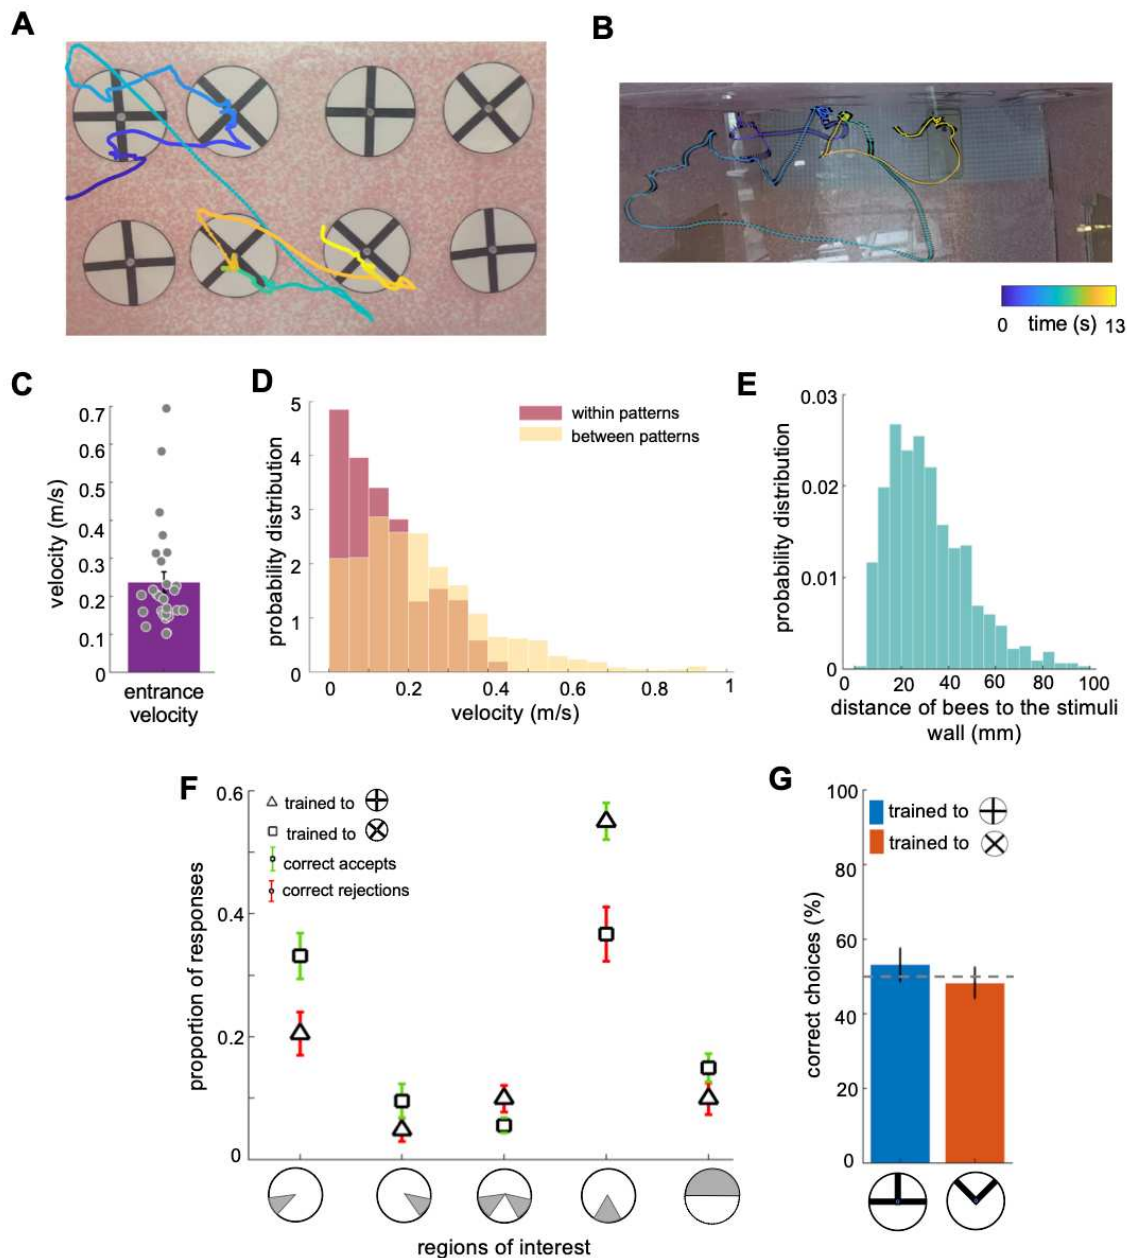 A
B
0 time (s) 13
C
velocity (m/s)
0.7
0.6
0.5
0.4
0.3
0.2
0.1
0
entrance
velocity
D
probability distribution
5
4
3
2
1
0
within patterns
between patterns
0 0.2 0.4 0.6 0.8 1
velocity (m/s)
E
probability distribution
0.03
0.02
0.01
0
20 40 60 80 100
distance of bees to the stimuli
wall (mm)
F
proportion of responses
0.6
0.4
0.2
0
trained to
trained to
correct accepts
correct rejections
regions of interest
G
correct choices (%)
100
80
60
40
20
0
trained to
trained to